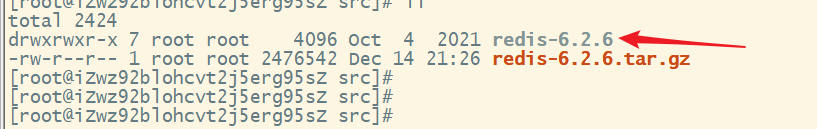 [root@iZwz92blohcvt2j5erg95sZ src]# ll
total 2424
drwxrwxr-x 7 root root    4096 Oct  4  2021 redis-6.2.6
-rw-r--r-- 1 root root 2476542 Dec 14 21:26 redis-6.2.6.tar.gz
[root@iZwz92blohcvt2j5erg95sZ src]#
[root@iZwz92blohcvt2j5erg95sZ src]#
[root@iZwz92blohcvt2j5erg95sZ src]#